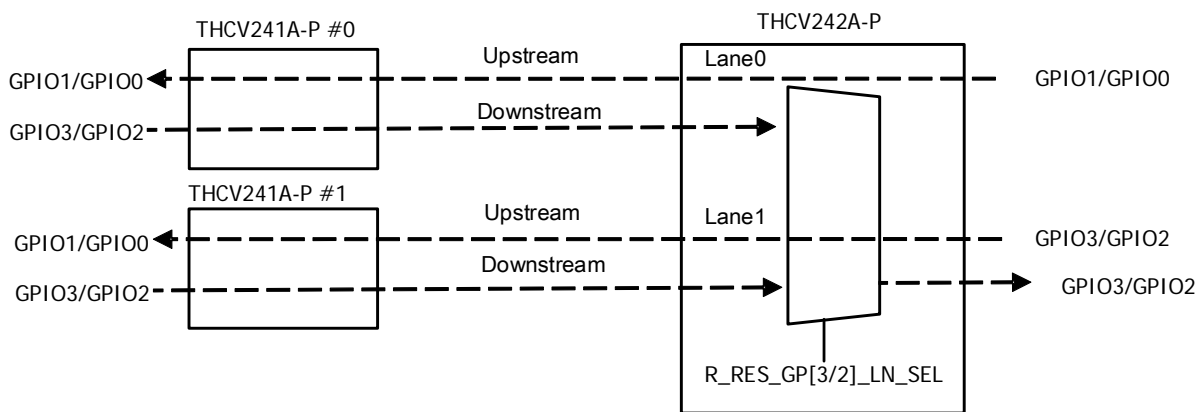 THCV242A-P
THCV241A-P #0
Upstream
Lane0
GPIO1/GPIO0
GPIO1/GPIO0
Downstream
GPIO3/GPIO2
THCV241A-P #1
Upstream
Lane1
GPIO1/GPIO0
GPIO3/GPIO2
Downstream
GPIO3/GPIO2
GPIO3/GPIO2
R_RES_GP[3/2]_LN_SEL